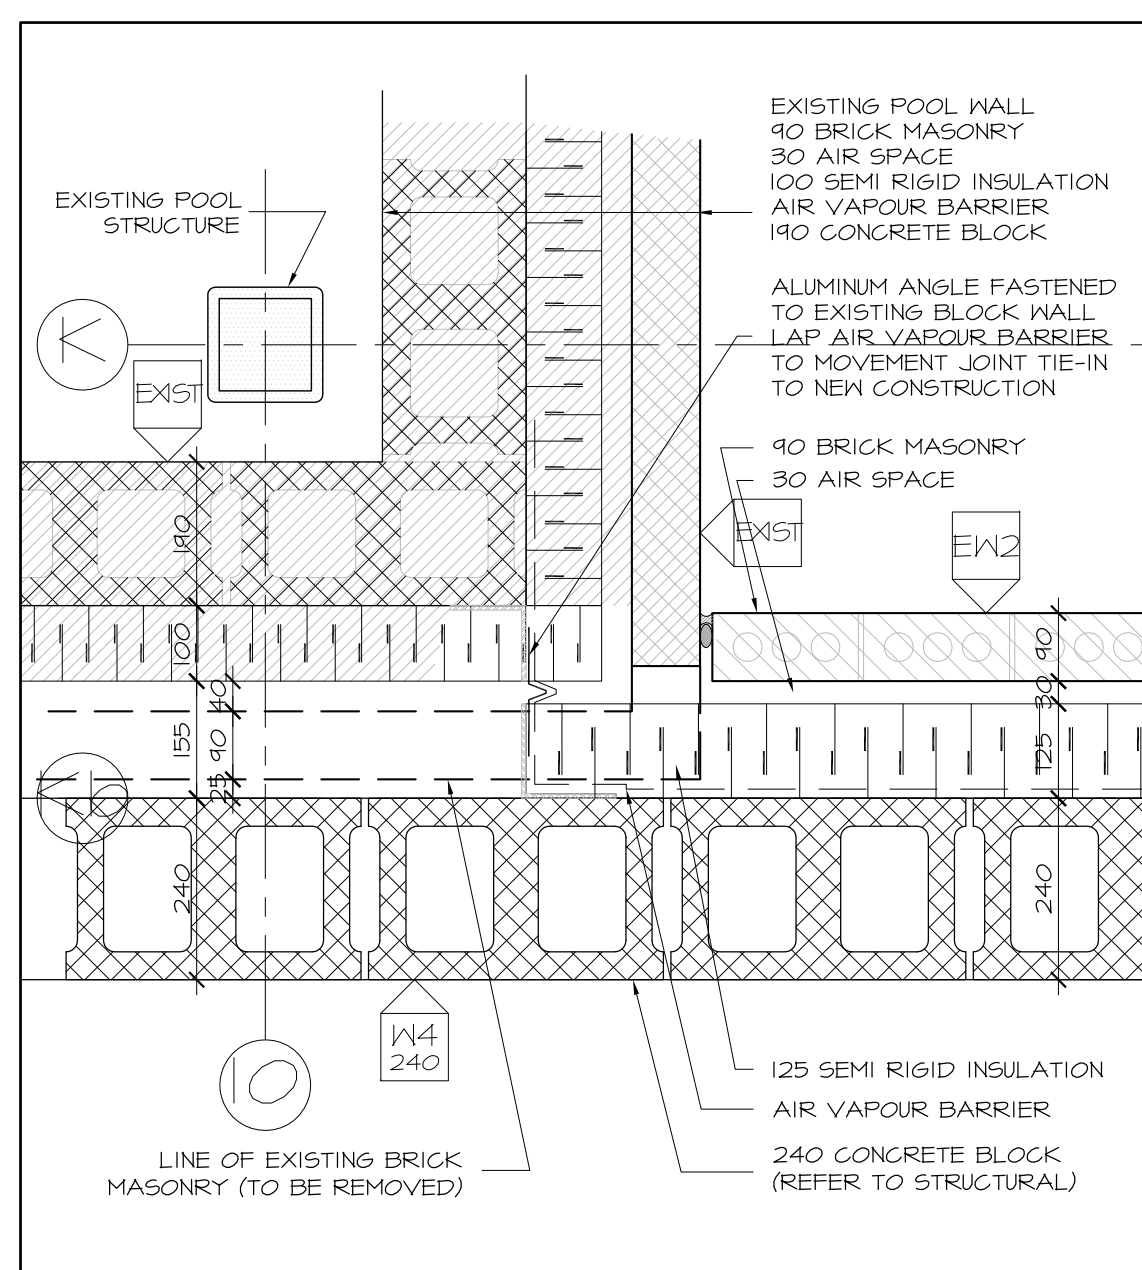 EXISTING POOL WALL
90 BRICK MASONRY
30 AIR SPACE
100 SEMI RIGID INSULATION
AIR VAPOUR BARRIER
190 CONCRETE BLOCK
EXISTING POOL
STRUCTURE
ALUMINUM ANGLE FASTENED
TO EXISTING BLOCK WALL
LAP AIR VAPOUR BARRIER
TO MOVEMENT JOINT TIE-IN
TO NEW CONSTRUCTION
K
EXIST
90 BRICK MASONRY
30 AIR SPACE
EXIST
EW2
190
100
40
155
90
25
240
90
30
125
240
K.6
W4
240
10
125 SEMI RIGID INSULATION
AIR VAPOUR BARRIER
240 CONCRETE BLOCK
(REFER TO STRUCTURAL)
LINE OF EXISTING BRICK
MASONRY (TO BE REMOVED)